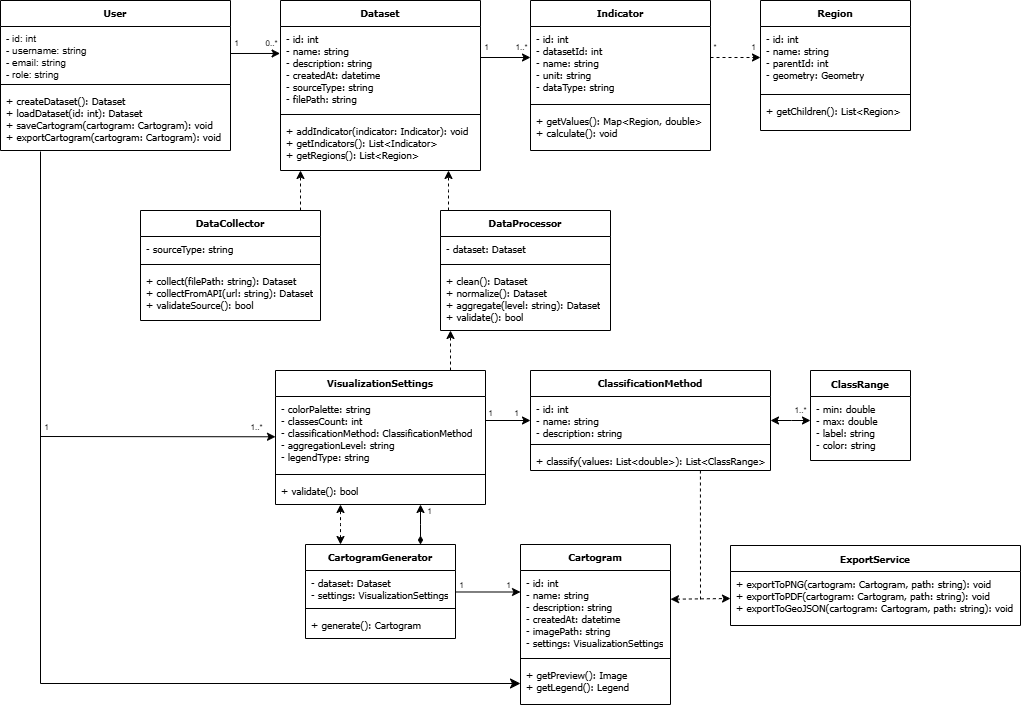 User
- id: int
- username: string
- email: string
- role: string
+ createDataset(): Dataset
+ loadDataset(id: int): Dataset
+ saveCartogram(cartogram: Cartogram): void
+ exportCartogram(cartogram: Cartogram): void
1
0..*
Dataset
- id: int
- name: string
- description: string
- createdAt: datetime
- sourceType: string
- filePath: string
+ addIndicator(indicator: Indicator): void
+ getIndicators(): List<Indicator>
+ getRegions(): List<Region>
1
1..*
Indicator
- id: int
- datasetId: int
- name: string
- unit: string
- dataType: string
+ getValues(): Map<Region, double>
+ calculate(): void
*
1
Region
- id: int
- name: string
- parentId: int
- geometry: Geometry
+ getChildren(): List<Region>
DataCollector
- sourceType: string
+ collect(filePath: string): Dataset
+ collectFromAPI(url: string): Dataset
+ validateSource(): bool
DataProcessor
- dataset: Dataset
+ clean(): Dataset
+ normalize(): Dataset
+ aggregate(level: string): Dataset
+ validate(): bool
1
1..*
VisualizationSettings
- colorPalette: string
- classesCount: int
- classificationMethod: ClassificationMethod
- aggregationLevel: string
- legendType: string
+ validate(): bool
1
1
ClassificationMethod
- id: int
- name: string
- description: string
+ classify(values: List<double>): List<ClassRange>
1..*
ClassRange
- min: double
- max: double
- label: string
- color: string
1
CartogramGenerator
- dataset: Dataset
- settings: VisualizationSettings
+ generate(): Cartogram
1
1
Cartogram
- id: int
- name: string
- description: string
- createdAt: datetime
- imagePath: string
- settings: VisualizationSettings
+ getPreview(): Image
+ getLegend(): Legend
ExportService
+ exportToPNG(cartogram: Cartogram, path: string): void
+ exportToPDF(cartogram: Cartogram, path: string): void
+ exportToGeoJSON(cartogram: Cartogram, path: string): void